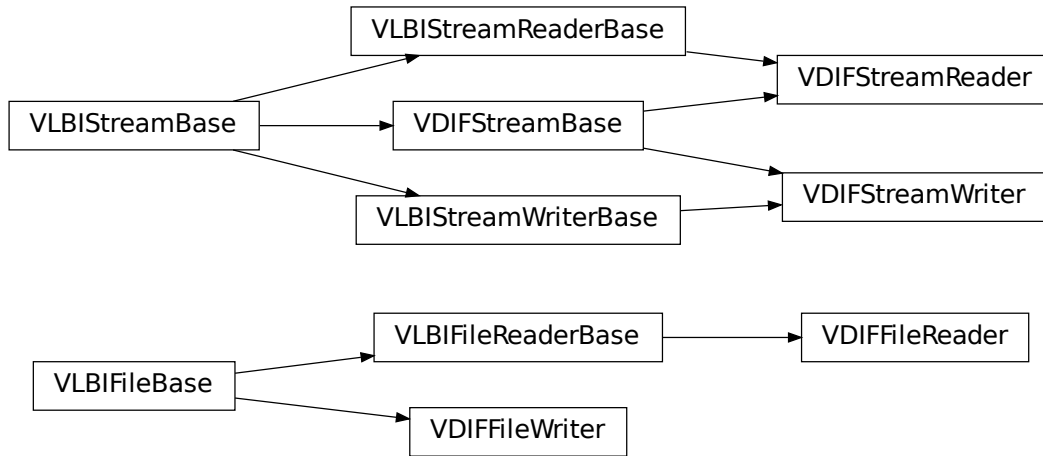 VLBIStreamReaderBase
VDIFStreamReader
VLBIStreamBase
VDIFStreamBase
VDIFStreamWriter
VLBIStreamWriterBase
VLBIFileReaderBase
VDIFFileReader
VLBIFileBase
VDIFFileWriter